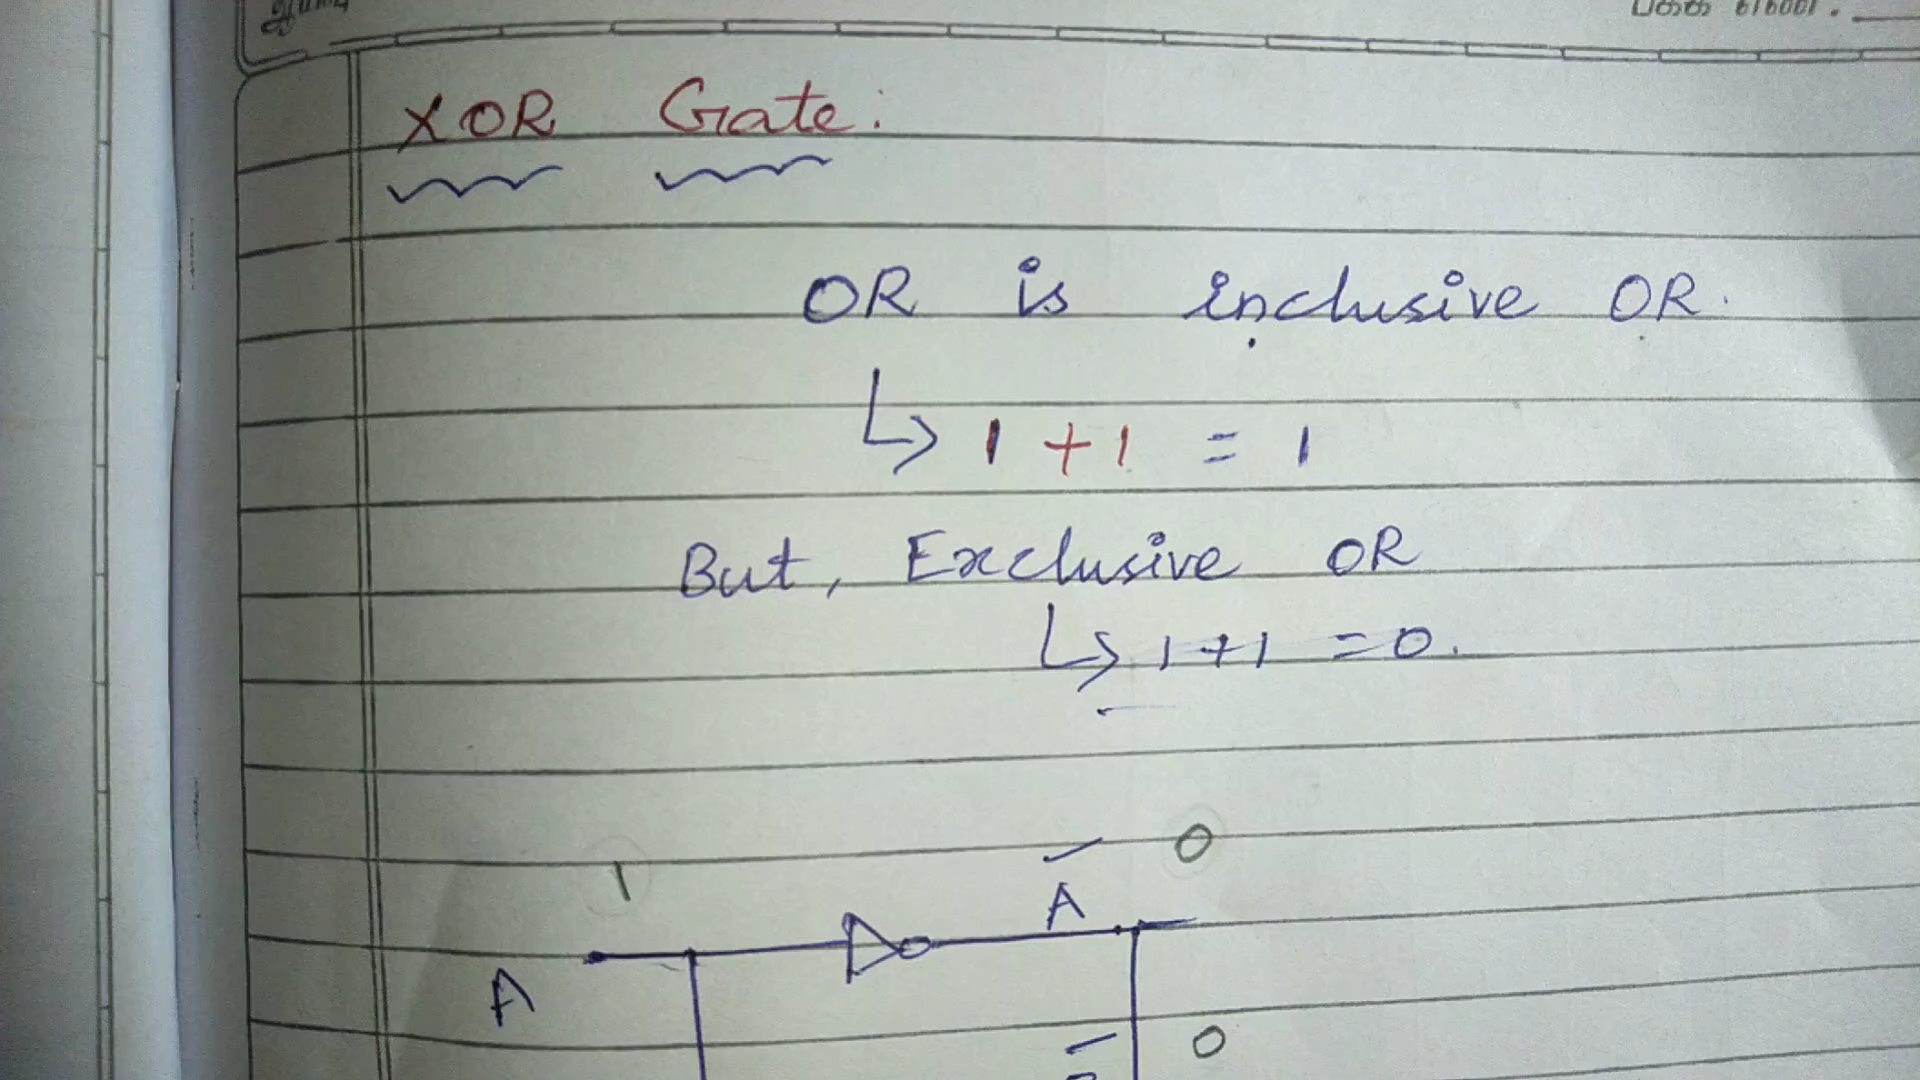 XOR Gate:
OR is inclusive OR.
↳ 1 + 1 = 1
But, Exclusive OR
↳ 1 + 1 = 0.
1
Ā 0
A
0